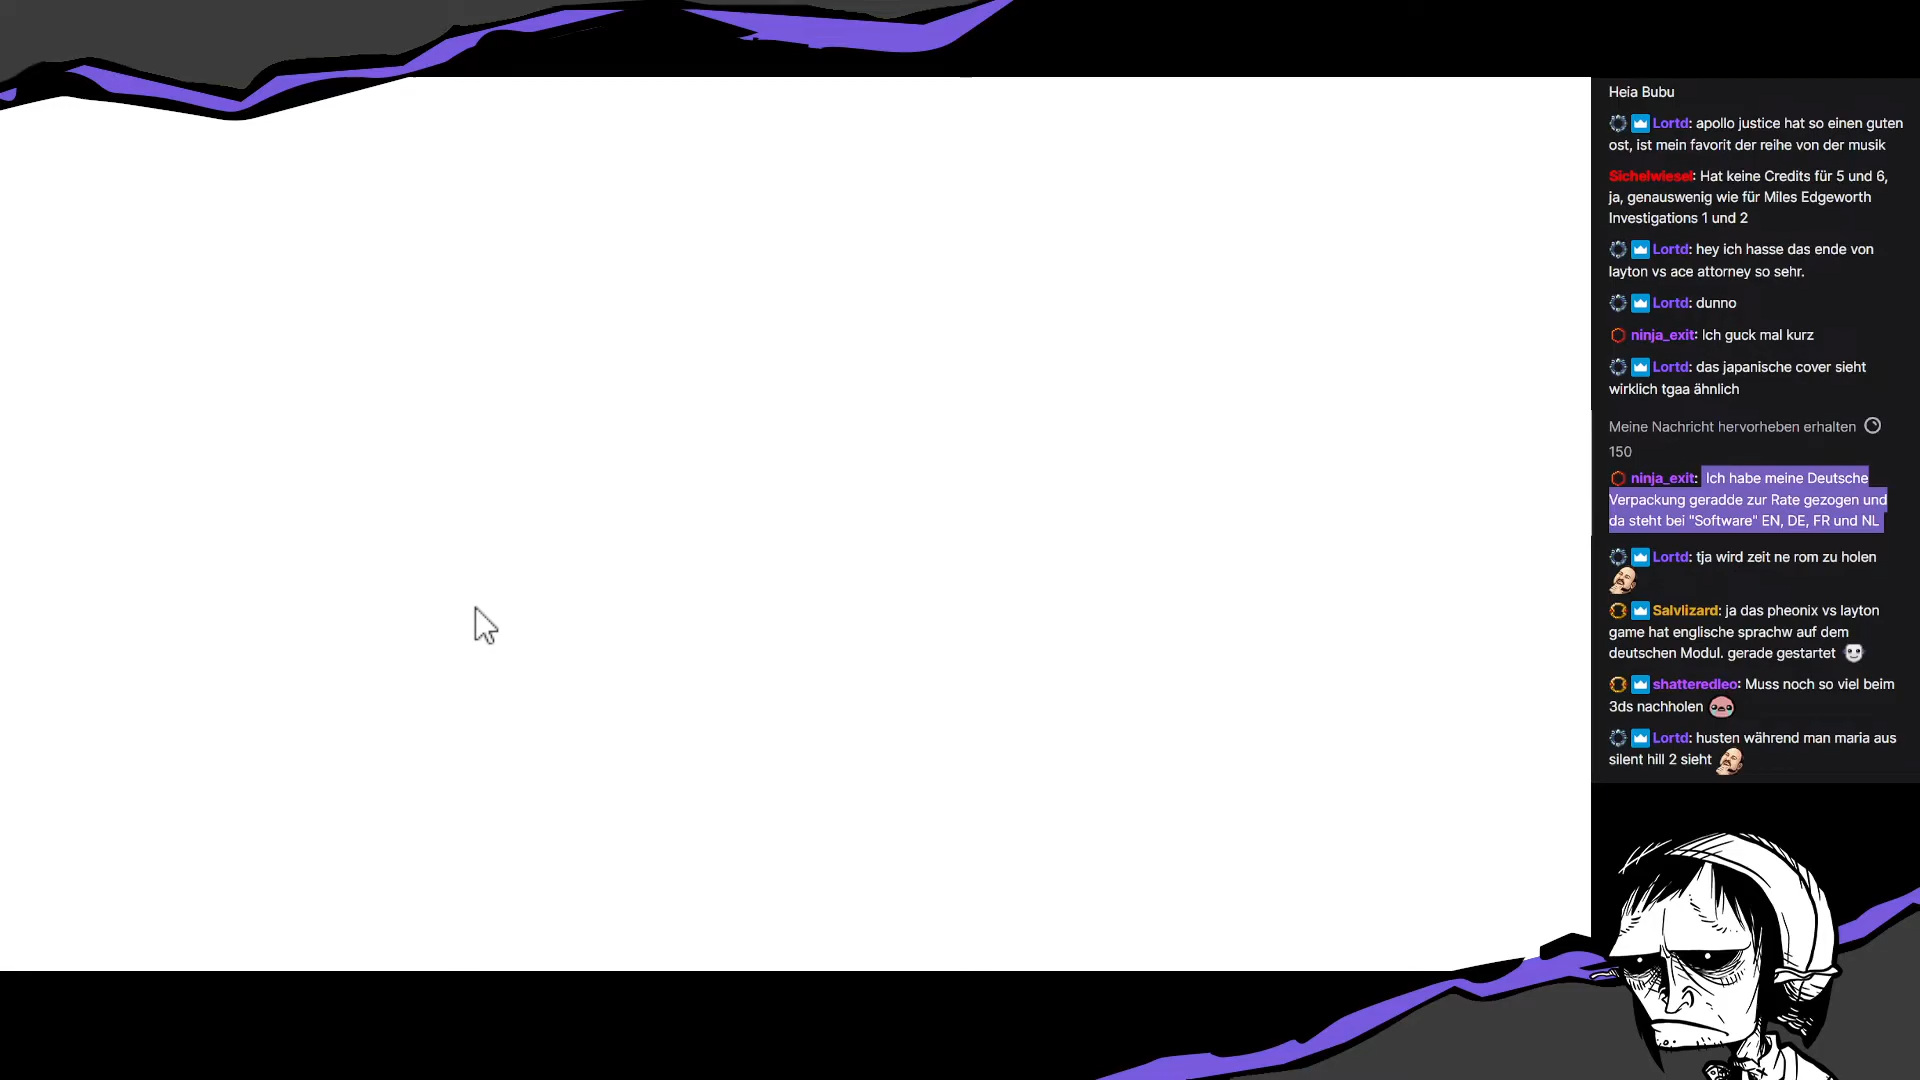 Heia Bubu
Lortd: apollo justice hat so einen guten
ost, ist mein favorit der reihe von der musik
Sichelwiesel: Hat keine Credits für 5 und 6,
ja, genauswenig wie für Miles Edgeworth
Investigations 1 und 2
Lortd: hey ich hasse das ende von
layton vs ace attorney so sehr.
Lortd: dunno
ninja_exit: Ich guck mal kurz
Lortd: das japanische cover sieht
wirklich tgaa ähnlich
Meine Nachricht hervorheben erhalten
150
ninja_exit: Ich habe meine Deutsche
Verpackung geradde zur Rate gezogen und
da steht bei "Software" EN, DE, FR und NL
Lortd: tja wird zeit ne rom zu holen
Salvlizard: ja das pheonix vs layton
game hat englische sprachw auf dem
deutschen Modul. gerade gestartet
shatteredleo: Muss noch so viel beim
3ds nachholen
Lortd: husten während man maria aus
silent hill 2 sieht